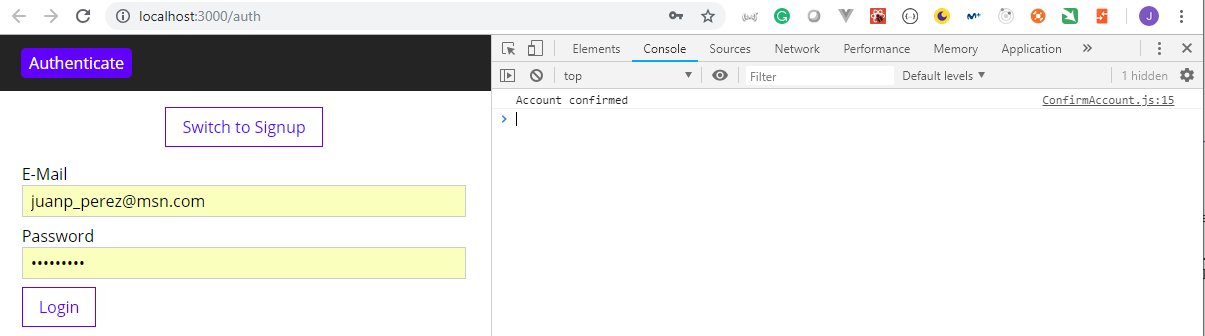 localhost:3000/auth
J
Authenticate
Switch to Signup
E-Mail
juanp_perez@msn.com
Password
•••••••••
Login
Elements Console Sources Network Performance Memory Application »
top Filter Default levels 1 hidden
Account confirmed ConfirmAccount.js:15